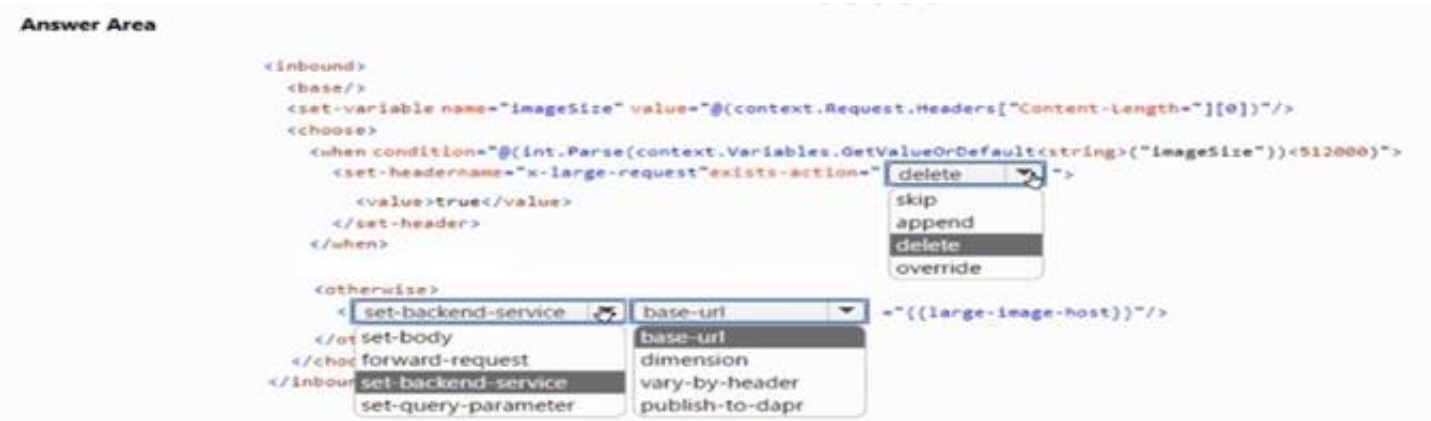 Answer Area
<inbound>
<base/>
<set-variable name="imageSize" value="@(context.Request.Headers["Content-Length="][0])"/>
<choose>
<when condition="@(int.Parse(context.Variables.GetValueOrDefault<string>("imageSize"))<512000)">
<set-headername="x-large-request"exists-action=" delete ">
<value>true</value>
skip
</set-header>
append
</when>
delete
override
<otherwise>
< set-backend-service base-url ="{{large-image-host}}"/>
</ot set-body base-url
</choc forward-request dimension
</inbour set-backend-service vary-by-header
set-query-parameter publish-to-dapr